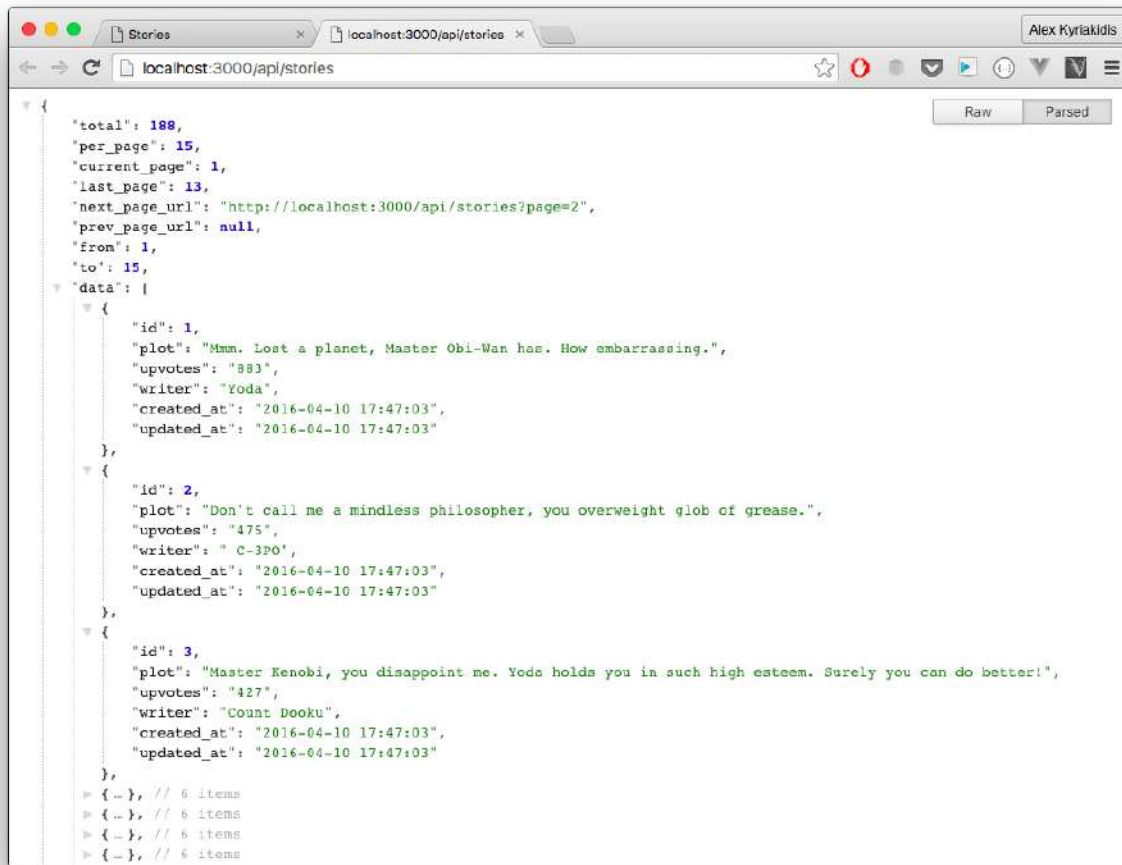 Stories
localhost:3000/api/stories
Alex Kyriakidis
localhost:3000/api/stories
Raw
Parsed
{
"total": 188,
"per_page": 15,
"current_page": 1,
"last_page": 13,
"next_page_url": "http://localhost:3000/api/stories?page=2",
"prev_page_url": null,
"from": 1,
"to": 15,
"data": [
{
"id": 1,
"plot": "Mmm. Lost a planet, Master Obi-Wan has. How embarrassing.",
"upvotes": "883",
"writer": "Yoda",
"created_at": "2016-04-10 17:47:03",
"updated_at": "2016-04-10 17:47:03"
},
{
"id": 2,
"plot": "Don't call me a mindless philosopher, you overweight glob of grease.",
"upvotes": "475",
"writer": " C-3PO",
"created_at": "2016-04-10 17:47:03",
"updated_at": "2016-04-10 17:47:03"
},
{
"id": 3,
"plot": "Master Kenobi, you disappoint me. Yoda holds you in such high esteem. Surely you can do better!",
"upvotes": "427",
"writer": "Count Dooku",
"created_at": "2016-04-10 17:47:03",
"updated_at": "2016-04-10 17:47:03"
},
{ … }, // 6 items
{ … }, // 6 items
{ … }, // 6 items
{ … }, // 6 items